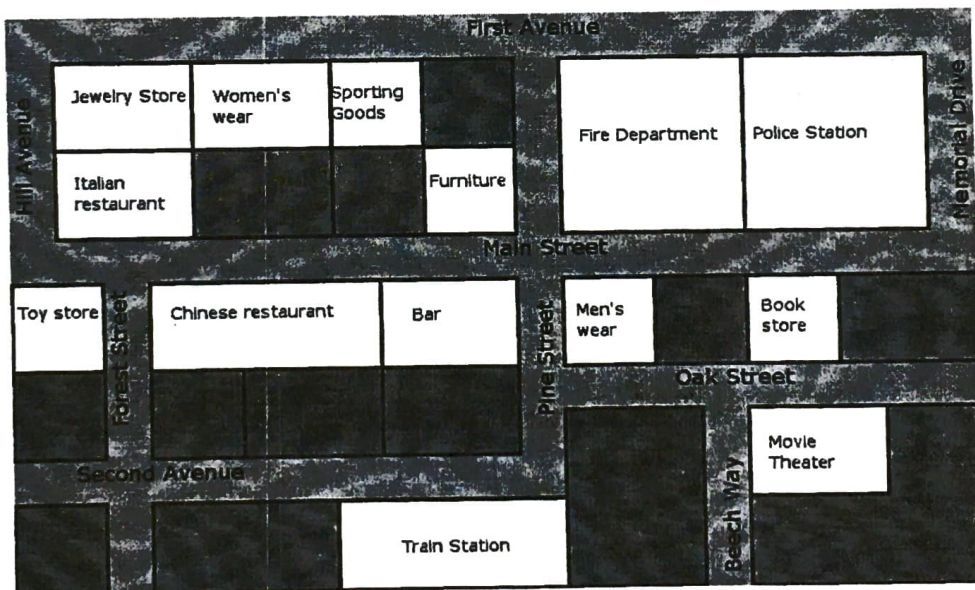 First Avenue
Jewelry Store
Women's
wear
Sporting
Goods
Fire Department
Police Station
Hill Avenue
Memorial Drive
Italian
restaurant
Furniture
Main Street
Toy store
Forest Street
Chinese restaurant
Bar
Pine Street
Men's
wear
Book
store
Oak Street
Movie
Theater
Second Avenue
Beech Way
Train Station